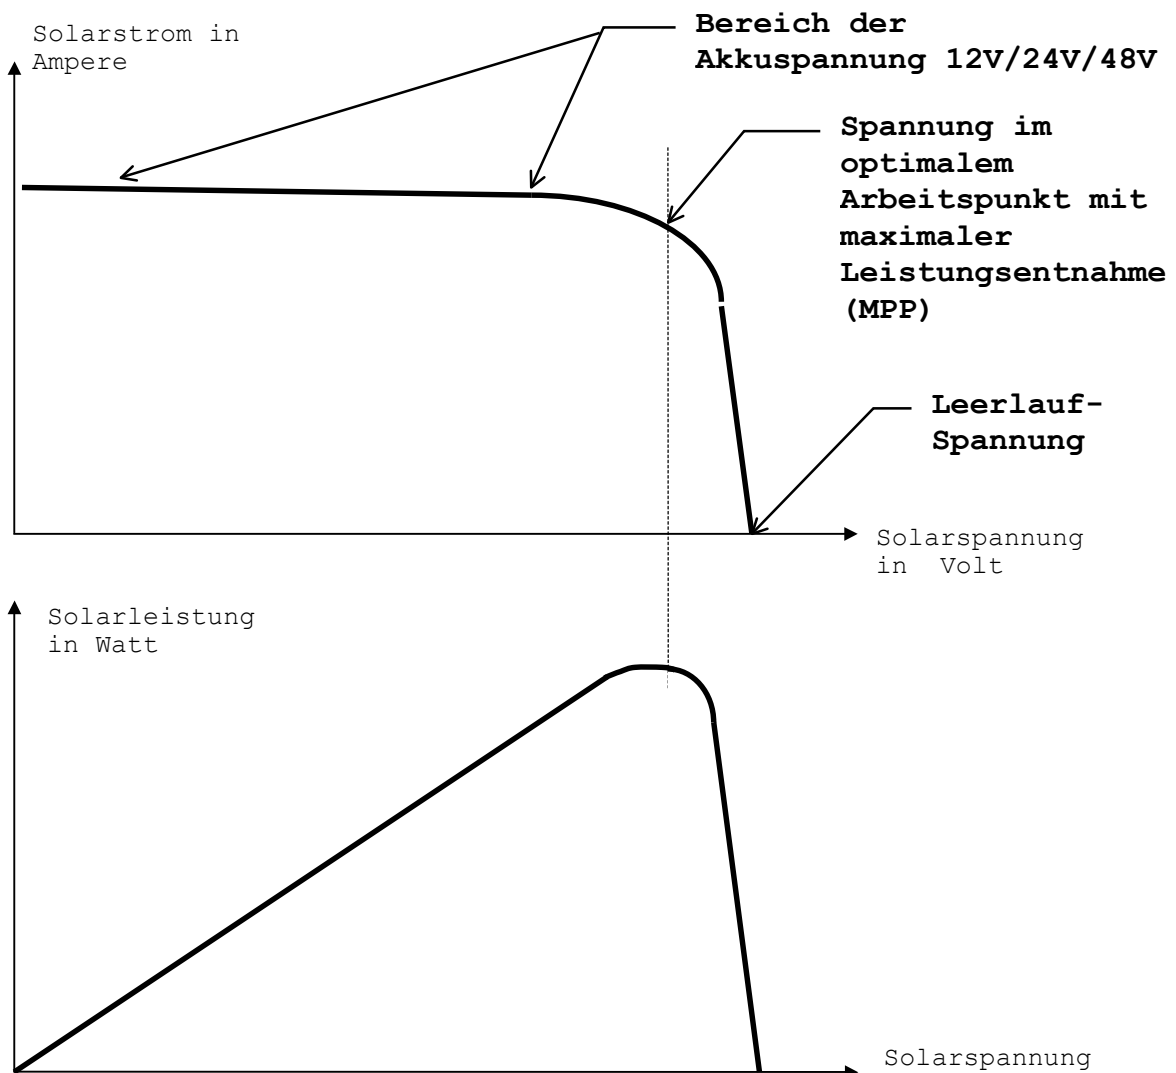 Solarstrom in
Ampere
Bereich der
Akkuspannung 12V/24V/48V
Spannung im
optimalem
Arbeitspunkt mit
maximaler
Leistungsentnahme
(MPP)
Leerlauf-
Spannung
Solarspannung
in Volt
Solarleistung
in Watt
Solarspannung